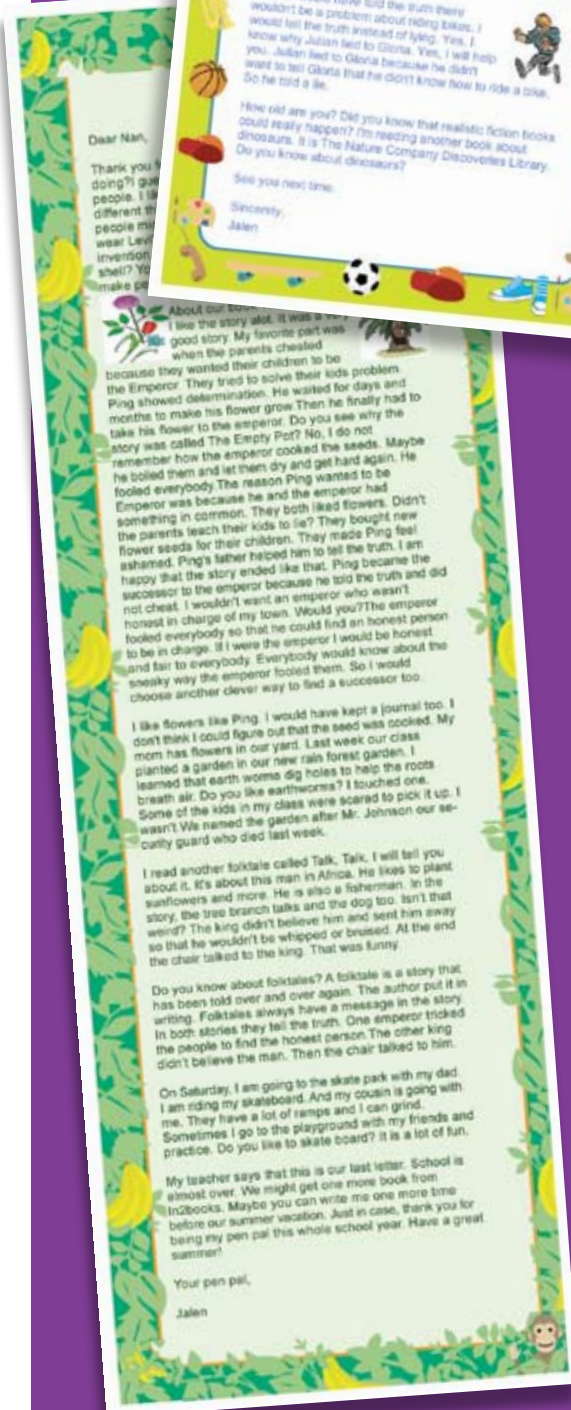 have told the truth there
wouldn't be a problem about riding bikes. I
would tell the truth instead of lying. Yes, I
know why Julian lied to Gloria. Yes, I will help
you. Julian lied to Gloria because he didn't
want to tell Gloria that he didn't know how to ride a bike.
So he told a lie.
How old are you? Did you know that realistic fiction books
could really happen? I'm reading another book about
dinosaurs. It is The Nature Company Discoveries Library.
Do you know about dinosaurs?
See you next time.
Sincerely,
Jalen
Dear Nan,
Thank you
doing?I
people. I
different
people
wear
invention
shell?
make
About our
I like the story alot. It was a
good story. My favorite part was
when the parents cheated
because they wanted their children to be
the Emperor. They tried to solve their kids problem.
Ping showed determination. He waited for days and
months to make his flower grow.Then he finally had to
take his flower to the emperor. Do you see why the
story was called The Empty Pot? No, I do not
remember how the emperor cooked the seeds. Maybe
he boiled them and let them dry and get hard again. He
fooled everybody.The reason Ping wanted to be
Emperor was because he and the emperor had
something in common. They both liked flowers. Didn't
the parents teach their kids to lie? They bought new
flower seeds for their children. They made Ping feel
ashamed. Ping's father helped him to tell the truth. I am
happy that the story ended like that. Ping became the
successor to the emperor because he told the truth and did
not cheat. I wouldn't want an emperor who wasn't
honest in charge of my town. Would you?The emperor
fooled everybody so that he could find an honest person
to be in charge. If I were the emperor I would be honest
and fair to everybody. Everybody would know about the
sneaky way the emperor fooled them. So I would
choose another clever way to find a successor too.
I like flowers like Ping. I would have kept a journal too. I
don't think I could figure out that the seed was cooked. My
mom has flowers in our yard. Last week our class
planted a garden in our new rain forest garden. I
learned that earth worms dig holes to help the roots
breath air. Do you like earthworms? I touched one.
Some of the kids in my class were scared to pick it up. I
wasn't.We named the garden after Mr. Johnson our se-
curity guard who died last week.
I read another folktale called Talk, Talk. I will tell you
about it. It's about this man in Africa. He likes to plant
sunflowers and more. He is also a fisherman. In the
story, the tree branch talks and the dog too. Isn't that
weird? The king didn't believe him and sent him away
so that he wouldn't be whipped or bruised. At the end
the chair talked to the king. That was funny.
Do you know about folktales? A folktale is a story that
has been told over and over again. The author put it in
writing. Folktales always have a message in the story.
In both stories they tell the truth. One emperor tricked
the people to find the honest person.The other king
didn't believe the man. Then the chair talked to him.
On Saturday, I am going to the skate park with my dad.
I am riding my skateboard. And my cousin is going with
me. They have a lot of ramps and I can grind.
Sometimes I go to the playground with my friends and
practice. Do you like to skate board? It is a lot of fun.
My teacher says that this is our last letter. School is
almost over. We might get one more book from
In2books. Maybe you can write me one more time
before our summer vacation. Just in case, thank you for
being my pen pal this whole school year. Have a great
summer!
Your pen pal,
Jalen